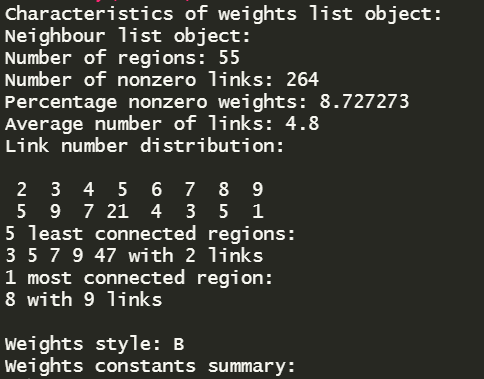 Characteristics of weights list object:
Neighbour list object:
Number of regions: 55
Number of nonzero links: 264
Percentage nonzero weights: 8.727273
Average number of links: 4.8
Link number distribution:

 2  3  4  5  6  7  8  9
 5  9  7 21  4  3  5  1
5 least connected regions:
3 5 7 9 47 with 2 links
1 most connected region:
8 with 9 links

Weights style: B
Weights constants summary: